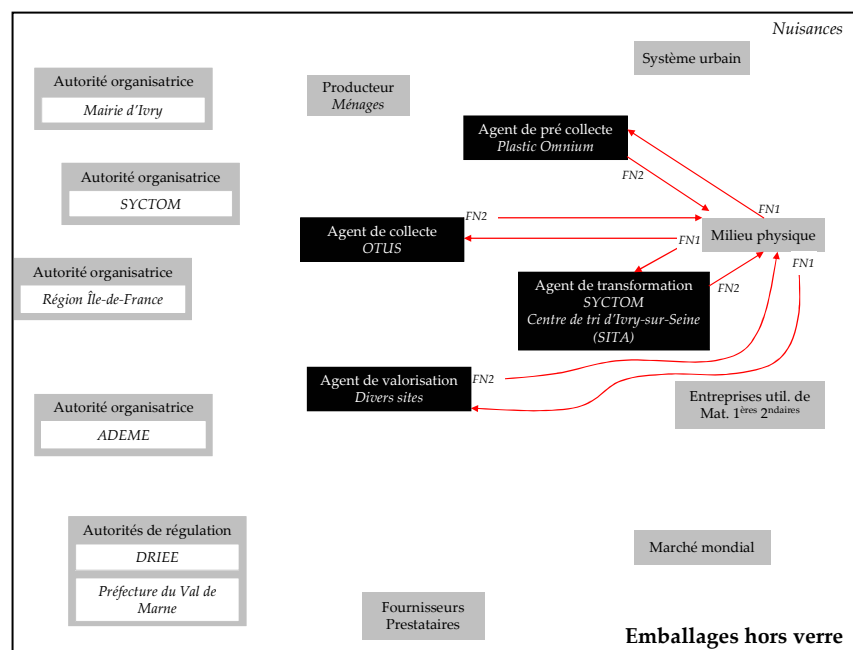 Nuisances
Système urbain
Autorité organisatrice
Mairie d'Ivry
Producteur
Ménages
Agent de pré collecte
Plastic Omnium
FN2
Autorité organisatrice
SYCTOM
FN1
FN2
Agent de collecte
OTUS
FN1
Milieu physique
FN1
Autorité organisatrice
Région Île-de-France
Agent de transformation
SYCTOM
Centre de tri d'Ivry-sur-Seine
(SITA)
FN2
Agent de valorisation
Divers sites
FN2
Entreprises util. de
Mat. 1ères 2ndaires
Autorité organisatrice
ADEME
Autorités de régulation
DRIEE
Préfecture du Val de
Marne
Marché mondial
Fournisseurs
Prestataires
Emballages hors verre